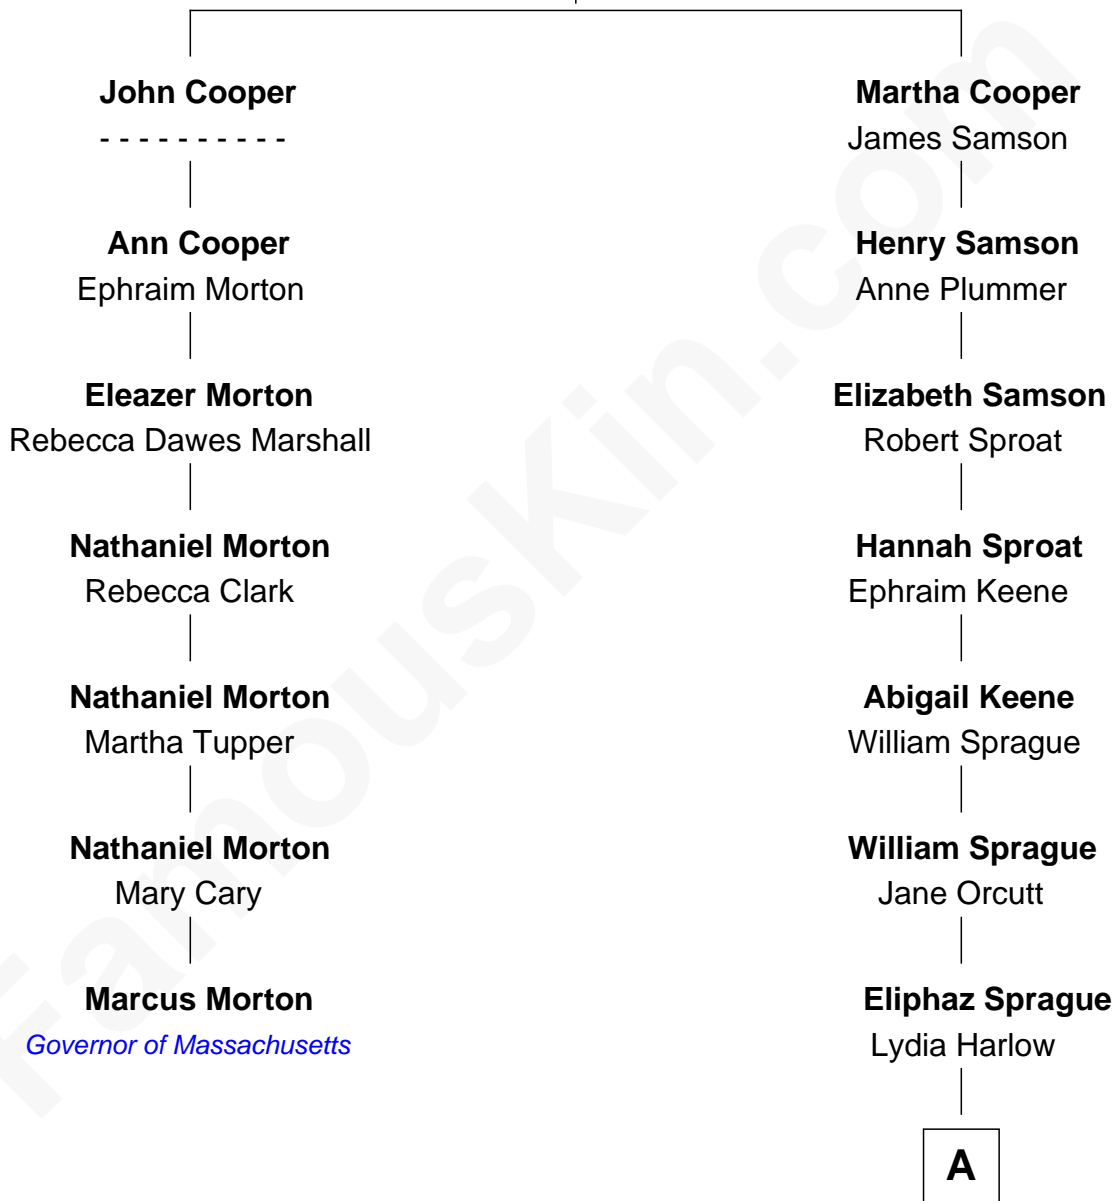 John Cooper
- - - - - - - - - -
Ann Cooper
Ephraim Morton
Eleazer Morton
Rebecca Dawes Marshall
Nathaniel Morton
Rebecca Clark
Nathaniel Morton
Martha Tupper
Nathaniel Morton
Mary Cary
Marcus Morton
Governor of Massachusetts
Martha Cooper
James Samson
Henry Samson
Anne Plummer
Elizabeth Samson
Robert Sproat
Hannah Sproat
Ephraim Keene
Abigail Keene
William Sprague
William Sprague
Jane Orcutt
Eliphaz Sprague
Lydia Harlow
A
FamousKin.com